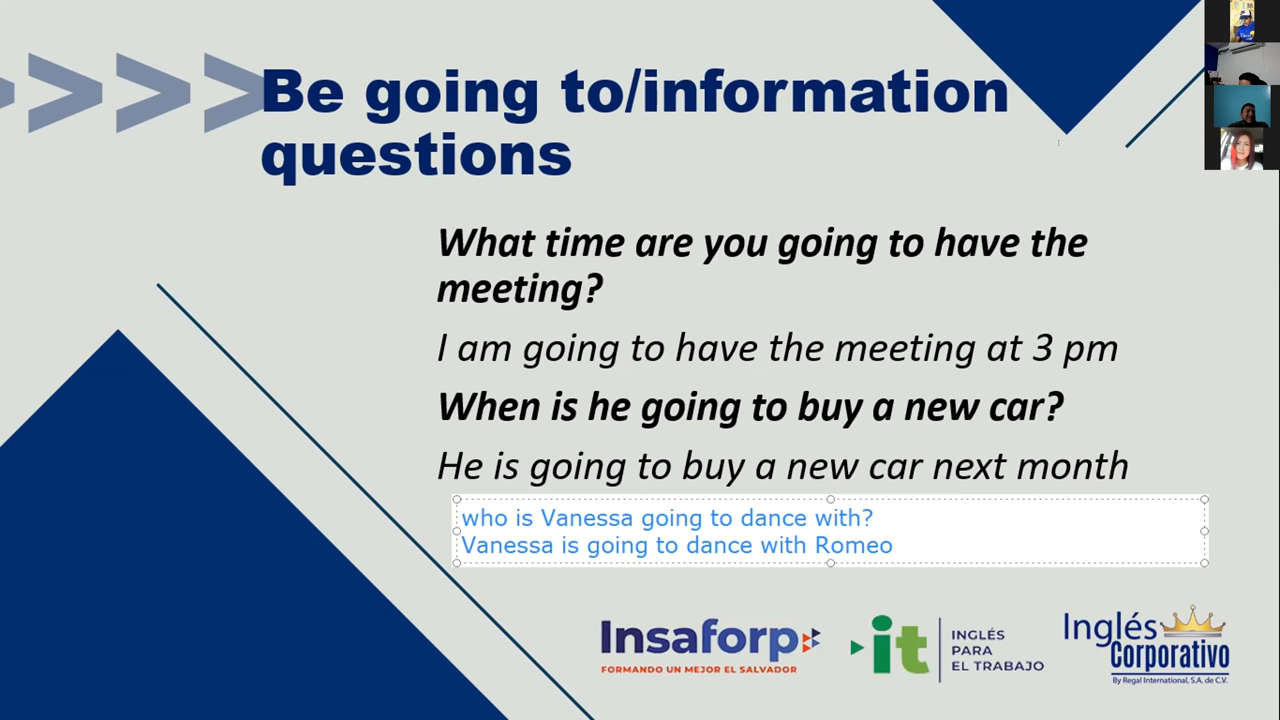 Be going to/information
questions
What time are you going to have the
meeting?
I am going to have the meeting at 3 pm
When is he going to buy a new car?
He is going to buy a new car next month
who is Vanessa going to dance with?
Vanessa is going to dance with Romeo
Insaforp
FORMANDO UN MEJOR EL SALVADOR
it
INGLÉS
PARA
EL TRABAJO
Inglés
Corporativo
By Regal International, S.A. de C.V.